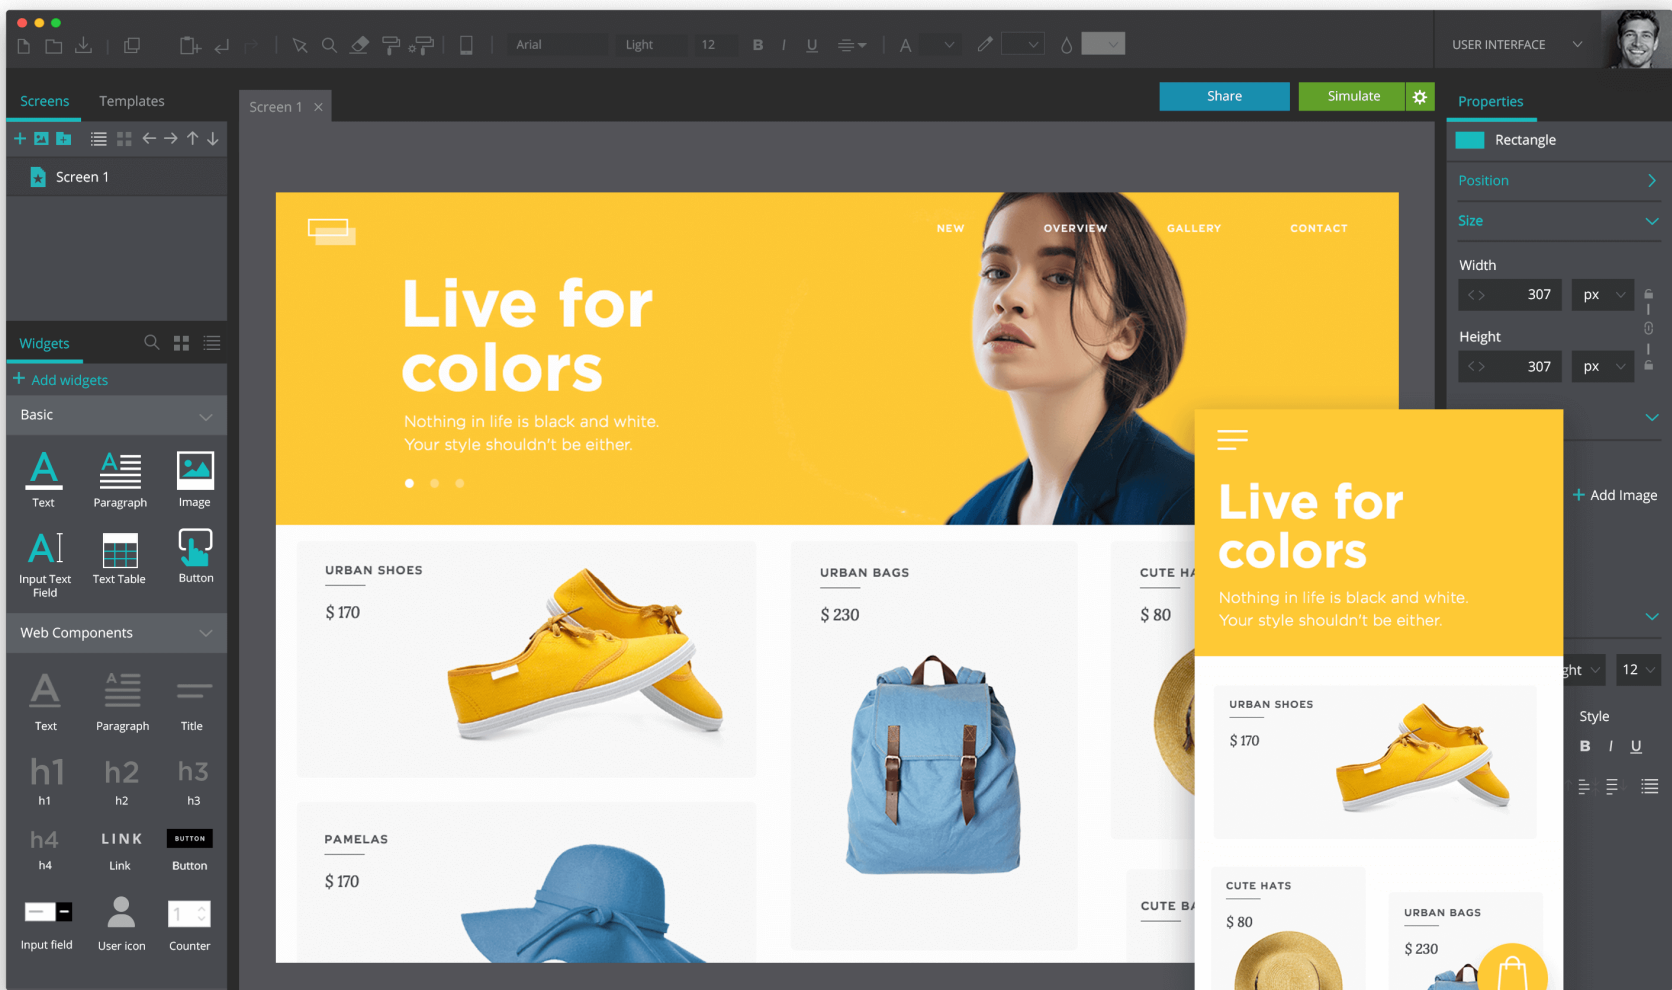 Arial
Light
12
B
I
U
A
USER INTERFACE
Screens
Templates
Screen 1
Share
Simulate
Properties
Screen 1
Rectangle
Position
Size
Width
307
px
Height
307
px
Add Image
12
Style
B
I
U
Widgets
Add widgets
Basic
A
Text
A
Paragraph
Image
A
Input Text
Field
Text Table
Button
Web Components
A
Text
A
Paragraph
Title
h1
h1
h2
h2
h3
h3
h4
h4
LINK
Link
BUTTON
Button
Input field
User icon
1
Counter
NEW
OVERVIEW
GALLERY
CONTACT
Live for
colors
Nothing in life is black and white.
Your style shouldn't be either.
URBAN SHOES
$ 170
URBAN BAGS
$ 230
CUTE HA
$ 80
PAMELAS
$ 170
CUTE BA
Live for
colors
Nothing in life is black and white.
Your style shouldn't be either.
URBAN SHOES
$ 170
CUTE HATS
$ 80
URBAN BAGS
$ 230